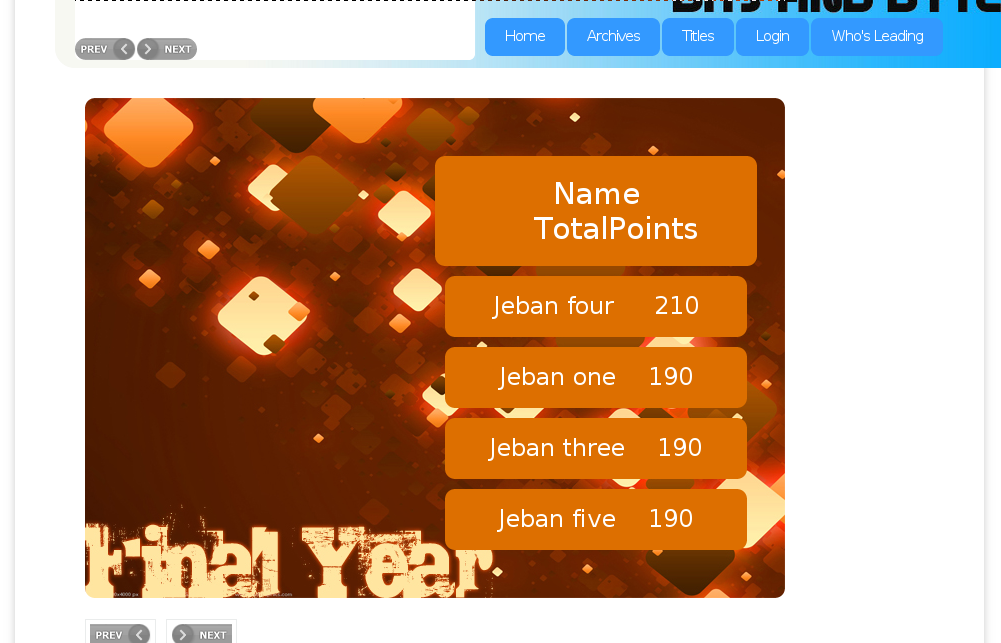 PREV NEXT
Home Archives Titles Login Who's Leading
Name
TotalPoints
Jeban four 210
Jeban one 190
Jeban three 190
Jeban five 190
Final Year
PREV NEXT